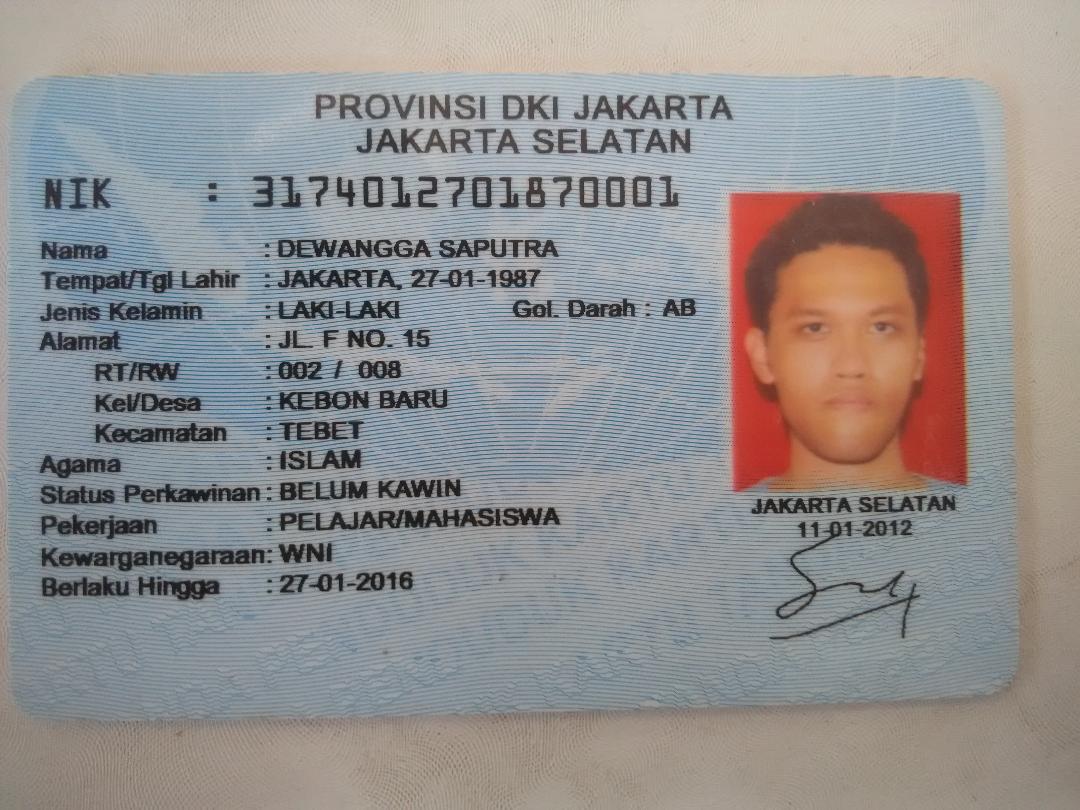 PROVINSI DKI JAKARTA
JAKARTA SELATAN
NIK : 3174012701870001
Nama : DEWANGGA SAPUTRA
Tempat/Tgl Lahir : JAKARTA, 27-01-1987
Jenis Kelamin : LAKI-LAKI Gol. Darah : AB
Alamat : JL. F NO. 15
RT/RW : 002 / 008
Kel/Desa : KEBON BARU
Kecamatan : TEBET
Agama : ISLAM
Status Perkawinan : BELUM KAWIN
Pekerjaan : PELAJAR/MAHASISWA
Kewarganegaraan: WNI
Berlaku Hingga : 27-01-2016
JAKARTA SELATAN
11-01-2012